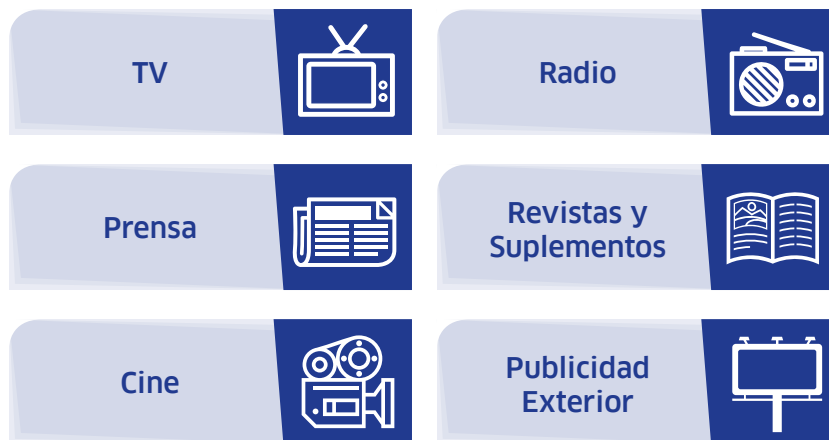 TV
Radio
Prensa
Revistas y
Suplementos
Cine
Publicidad
Exterior